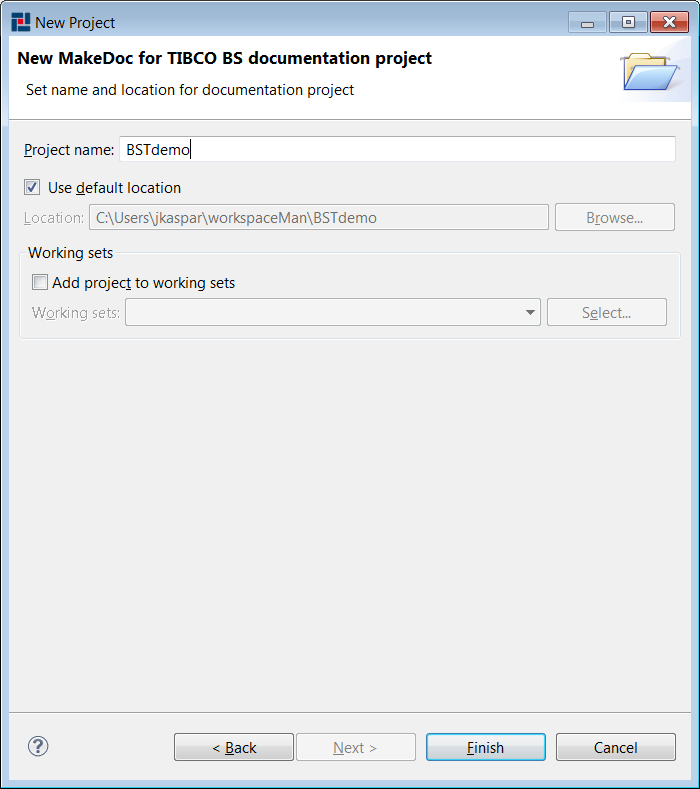 New Project
New MakeDoc for TIBCO BS documentation project
Set name and location for documentation project
Project name: BSTdemo
Use default location
Location: C:\Users\jkaspar\workspaceMan\BSTdemo Browse...
Working sets
Add project to working sets
Working sets: Select...
? < Back Next > Finish Cancel